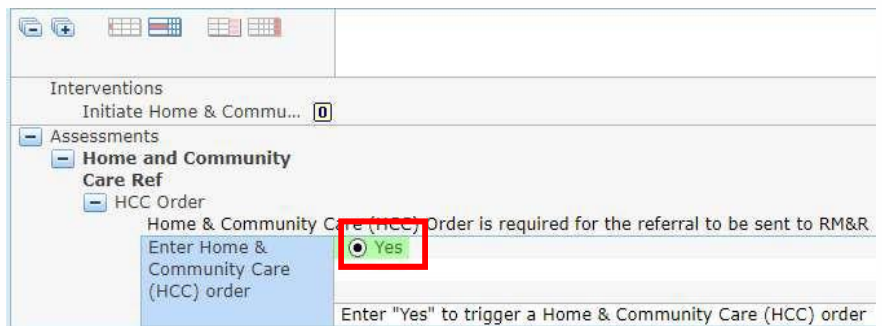 Interventions
Initiate Home & Commu... 0
Assessments
Home and Community
Care Ref
HCC Order
Home & Community Care (HCC) Order is required for the referral to be sent to RM&R
Enter Home &
Community Care
(HCC) order
Yes
Enter "Yes" to trigger a Home & Community Care (HCC) order